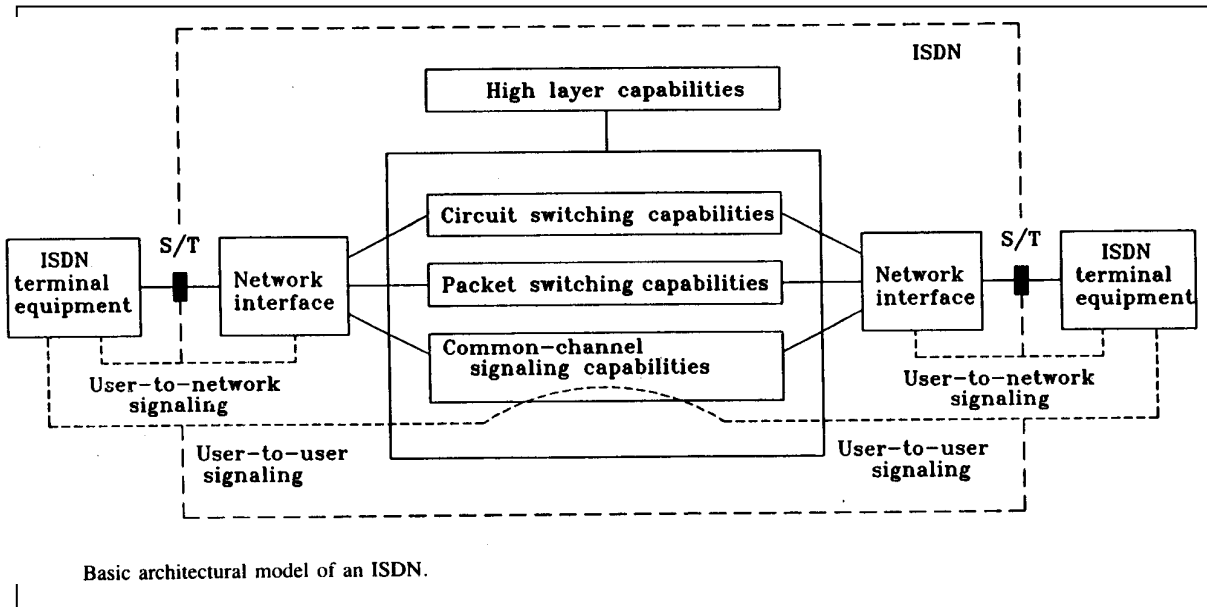 ISDN
High layer capabilities
Circuit switching capabilities
S/T
S/T
ISDN
terminal
equipment
Network
interface
Packet switching capabilities
Network
interface
ISDN
terminal
equipment
Common-channel
signaling capabilities
User-to-network
signaling
User-to-network
signaling
User-to-user
signaling
User-to-user
signaling
Basic architectural model of an ISDN.